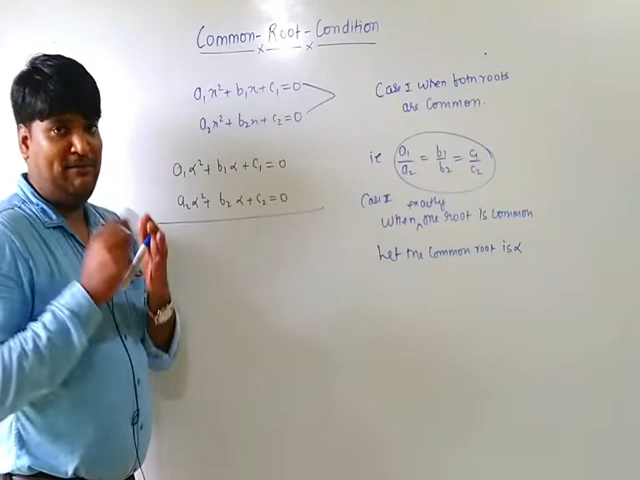 Common-Root-Condition
a₁x² + b₁x + c₁ = 0
a₂x² + b₂x + c₂ = 0
a₁α² + b₁α + c₁ = 0
a₂α² + b₂α + c₂ = 0
Case I when both roots
are Common.
ie a₁/a₂ = b₁/b₂ = c₁/c₂
Case I
exactly
when ^ one root is common
Let the Common root is α